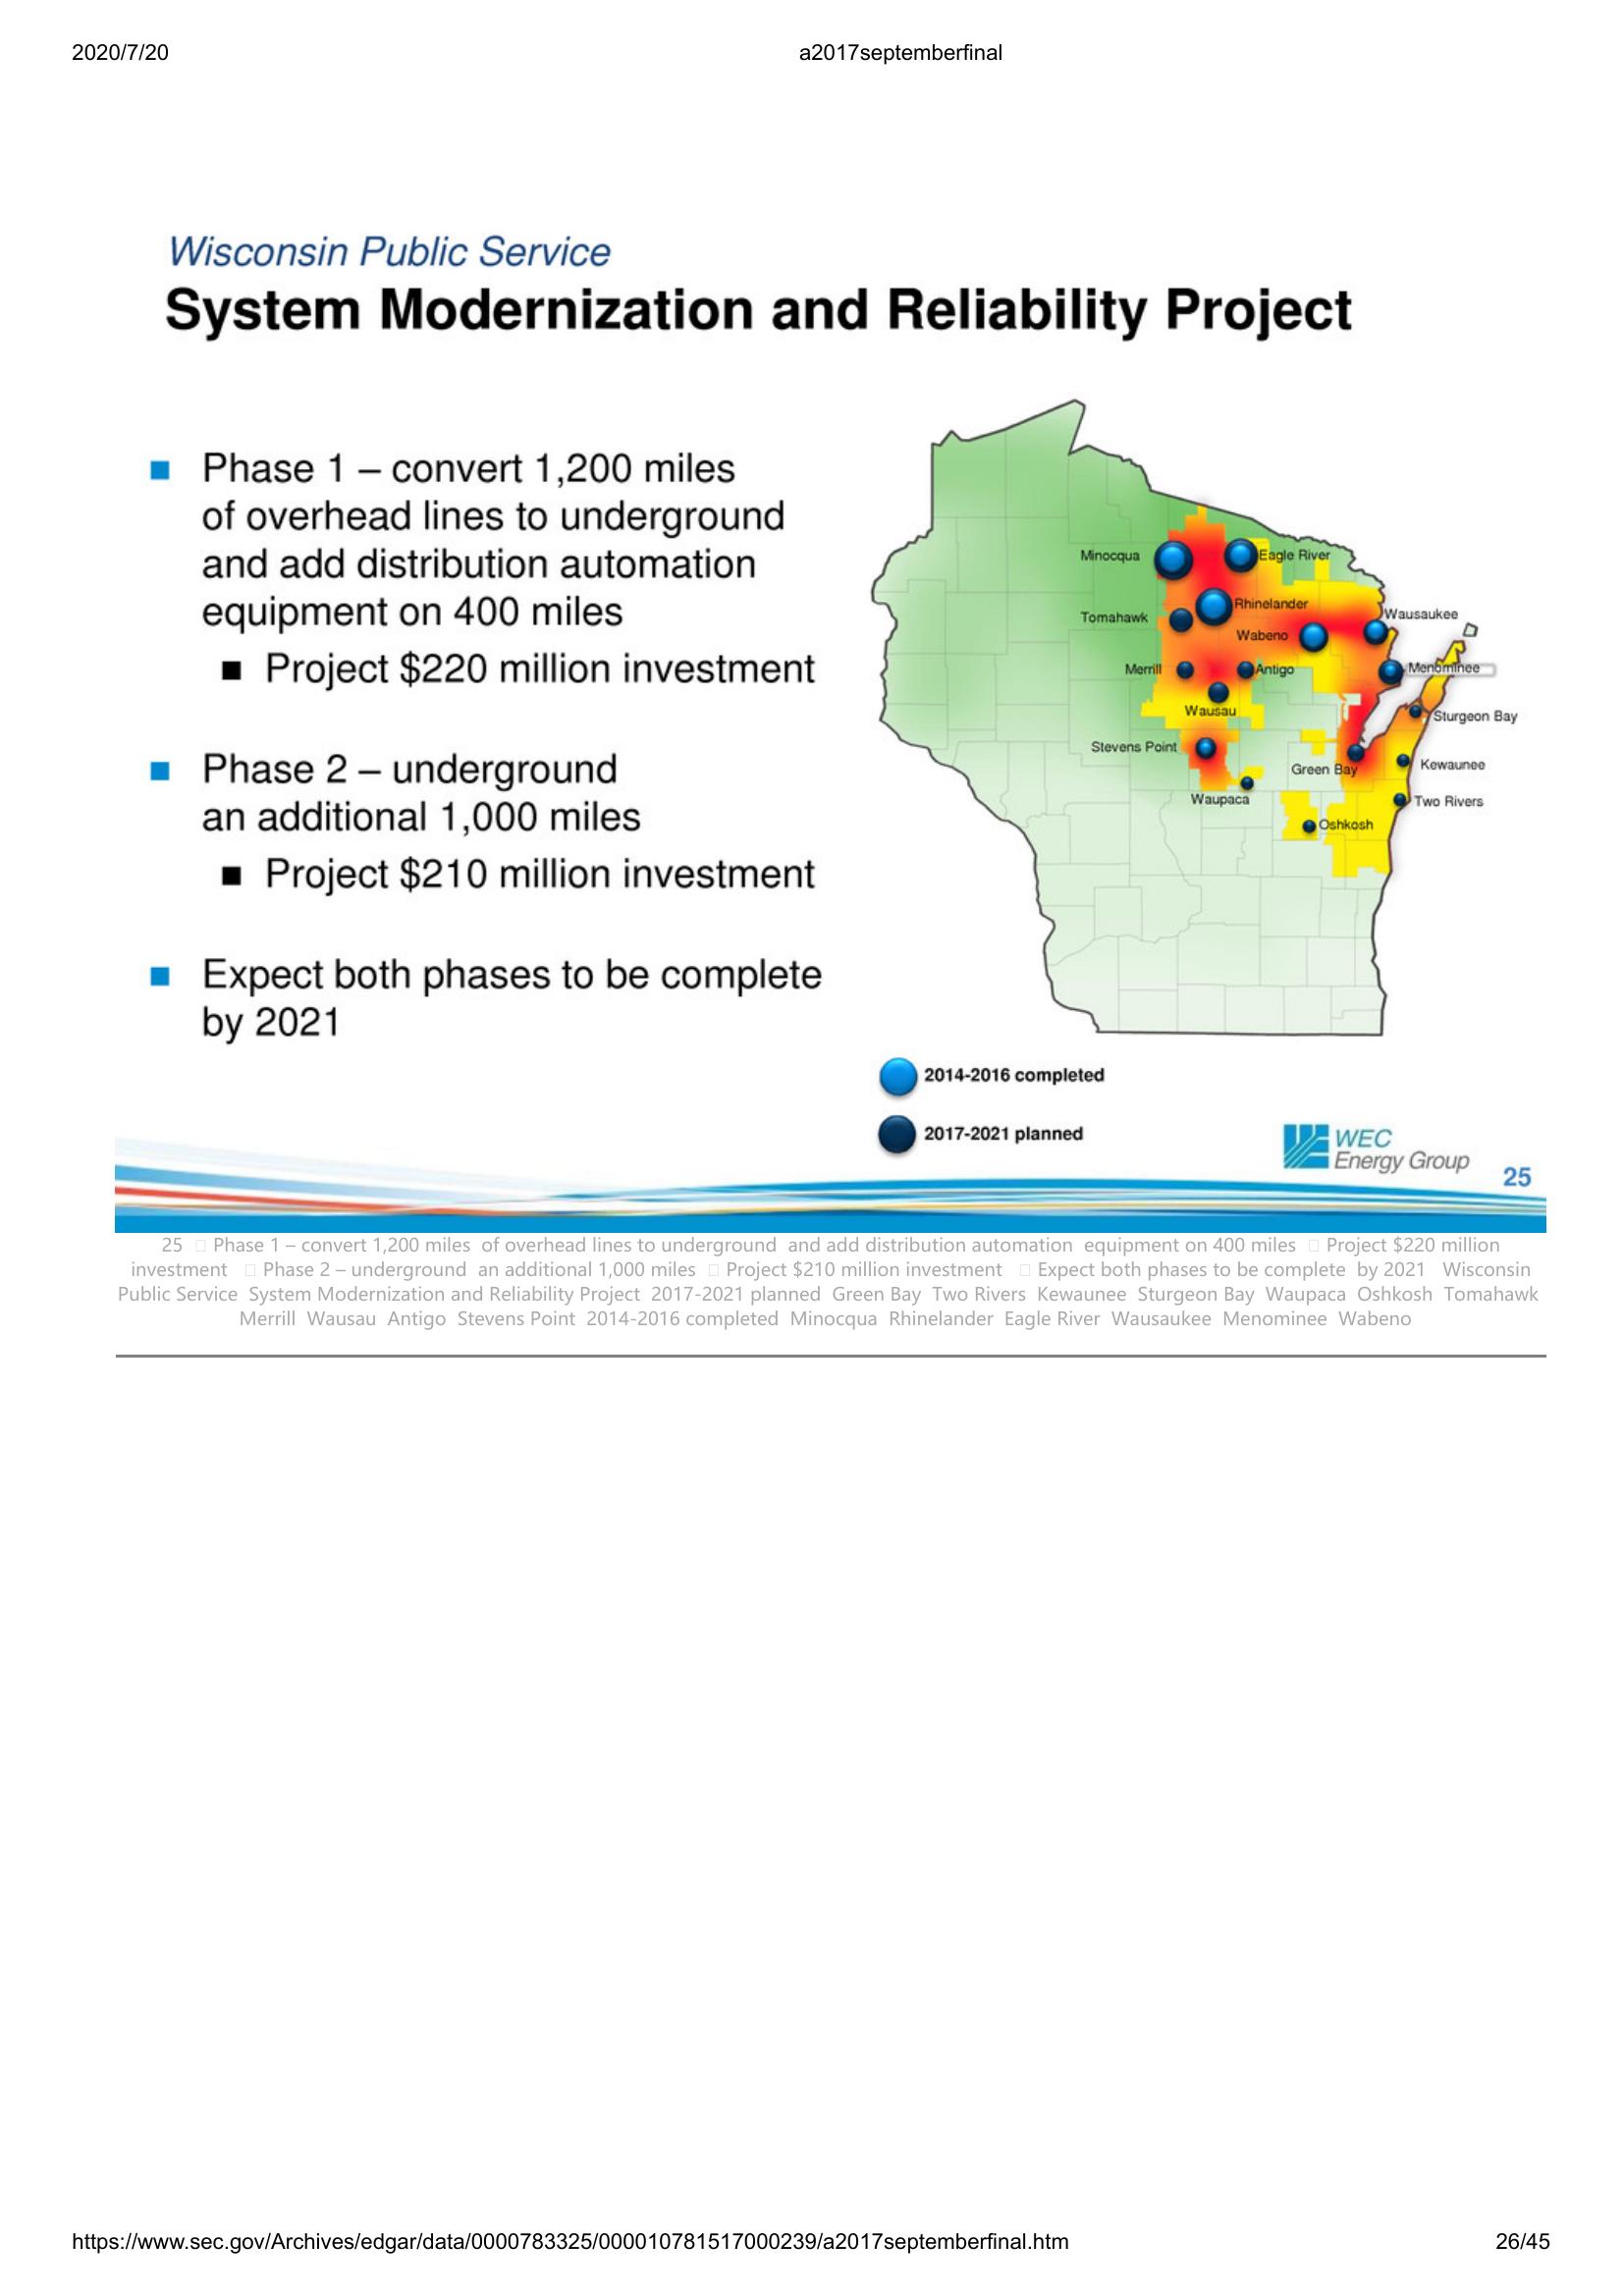 2020/7/20 a2017septemberfinal
Wisconsin Public Service
System Modernization and Reliability Project
■ Phase 1 – convert 1,200 miles
of overhead lines to underground
and add distribution automation
equipment on 400 miles
■ Project $220 million investment
■ Phase 2 – underground
an additional 1,000 miles
■ Project $210 million investment
■ Expect both phases to be complete
by 2021
Minocqua
Eagle River
Rhinelander
Tomahawk
Wausaukee
Wabeno
Merrill
Antigo
Menominee
Wausau
Sturgeon Bay
Stevens Point
Green Bay
Kewaunee
Waupaca
Two Rivers
Oshkosh
2014-2016 completed
2017-2021 planned
WEC
Energy Group
25
25 □ Phase 1 – convert 1,200 miles of overhead lines to underground and add distribution automation equipment on 400 miles □ Project $220 million
investment □ Phase 2 – underground an additional 1,000 miles □ Project $210 million investment □ Expect both phases to be complete by 2021 Wisconsin
Public Service System Modernization and Reliability Project 2017-2021 planned Green Bay Two Rivers Kewaunee Sturgeon Bay Waupaca Oshkosh Tomahawk
Merrill Wausau Antigo Stevens Point 2014-2016 completed Minocqua Rhinelander Eagle River Wausaukee Menominee Wabeno
https://www.sec.gov/Archives/edgar/data/0000783325/000010781517000239/a2017septemberfinal.htm 26/45